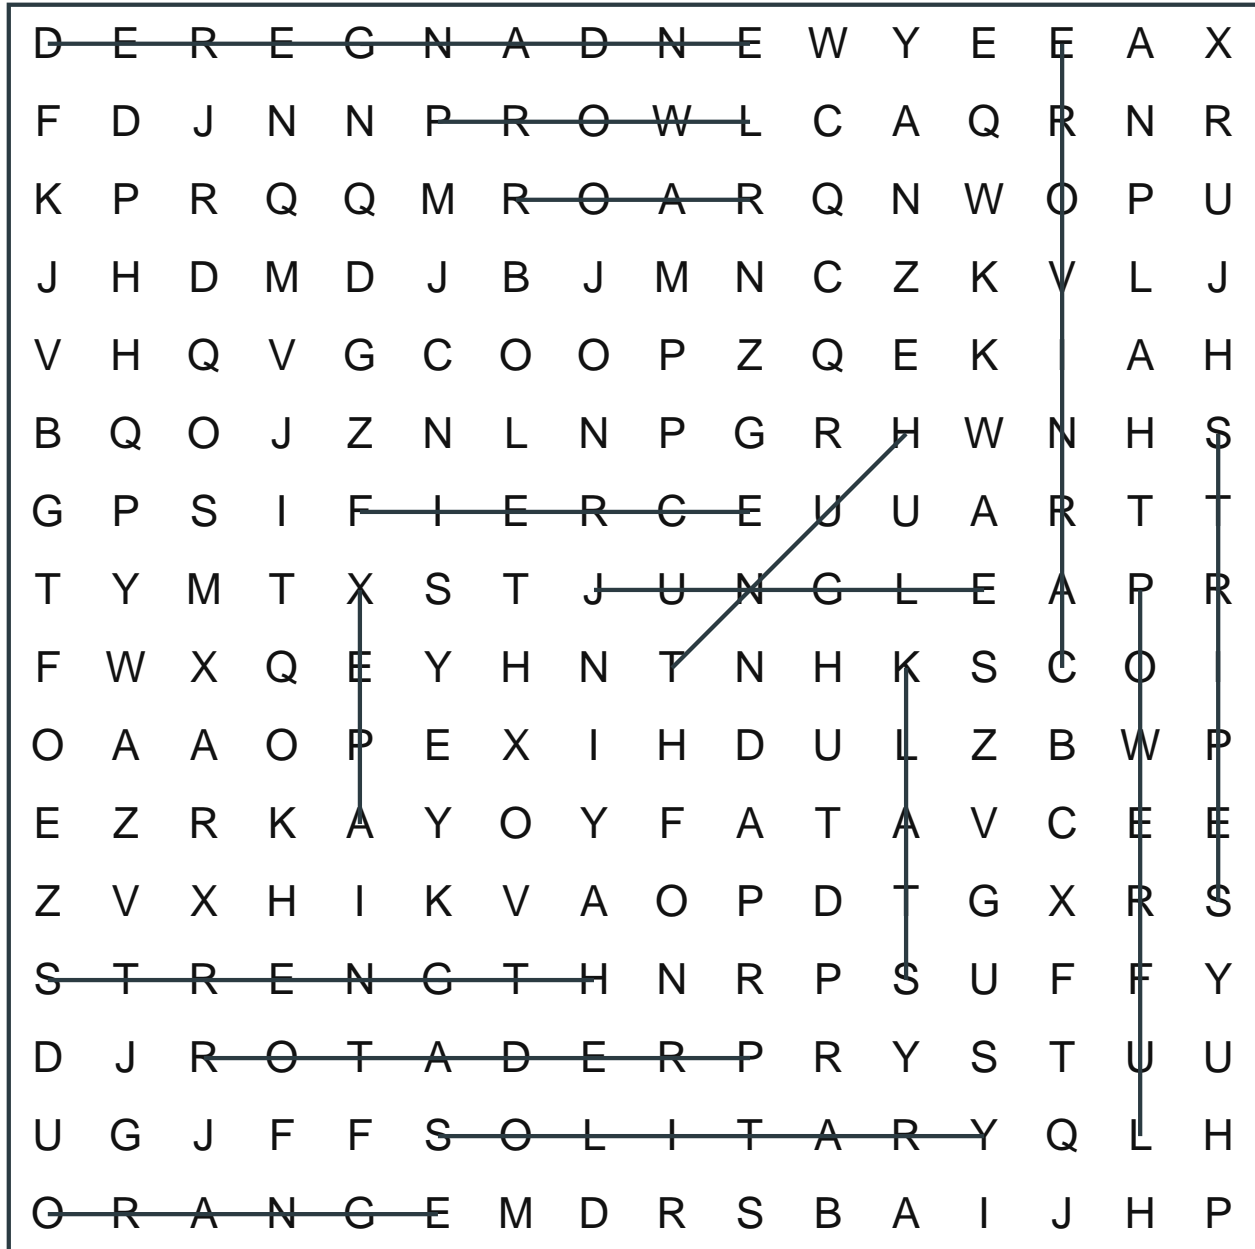 D E R E G N A D N E W Y E E A X
F D J N N P R O W L C A Q R N R
K P R Q Q M R O A R Q N W O P U
J H D M D J B J M N C Z K V L J
V H Q V G C O O P Z Q E K I A H
B Q O J Z N L N P G R H W N H S
G P S I F I E R C E U U A R T T
T Y M T X S T J U N G L E A P R
F W X Q E Y H N T N H K S C O I
O A A O P E X I H D U L Z B W P
E Z R K A Y O Y F A T A V C E E
Z V X H I K V A O P D T G X R S
S T R E N G T H N R P S U F F Y
D J R O T A D E R P R Y S T U U
U G J F F S O L I T A R Y Q L H
O R A N G E M D R S B A I J H P